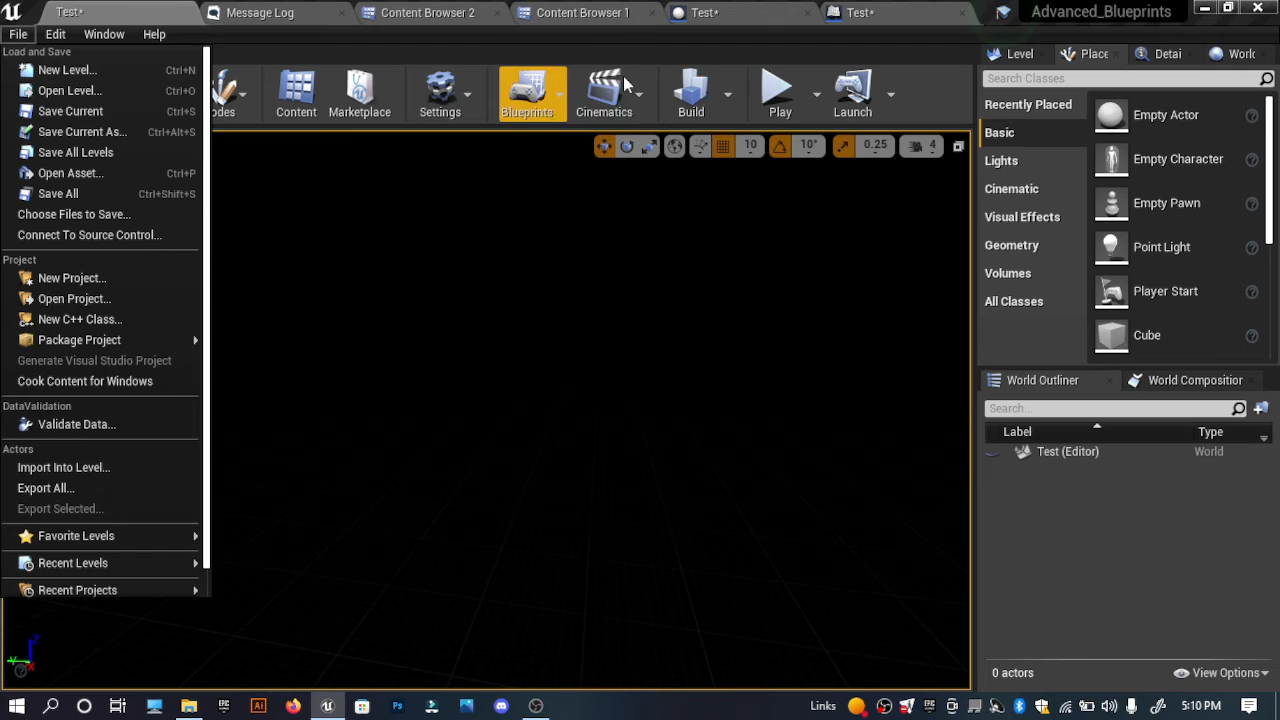 Test*
Message Log
Content Browser 2
Content Browser 1
Test*
Test*
Advanced_Blueprints
File Edit Window Help
Load and Save
New Level... Ctrl+N
Open Level... Ctrl+O
Save Current Ctrl+S
Save Current As... Ctrl+Alt+S
Save All Levels
Open Asset... Ctrl+P
Save All Ctrl+Shift+S
Choose Files to Save...
Connect To Source Control...
Project
New Project...
Open Project...
New C++ Class...
Package Project
Generate Visual Studio Project
Cook Content for Windows
DataValidation
Validate Data...
Actors
Import Into Level...
Export All...
Export Selected...
Favorite Levels
Recent Levels
Recent Projects
odes
Content
Marketplace
Settings
Blueprints
Cinematics
Build
Play
Launch
10 10° 0.25 4
Level Place Detai World
Search Classes
Recently Placed
Basic
Lights
Cinematic
Visual Effects
Geometry
Volumes
All Classes
Empty Actor
Empty Character
Empty Pawn
Point Light
Player Start
Cube
World Outliner World Composition
Search...
Label Type
Test (Editor) World
0 actors View Options
Links 5:10 PM